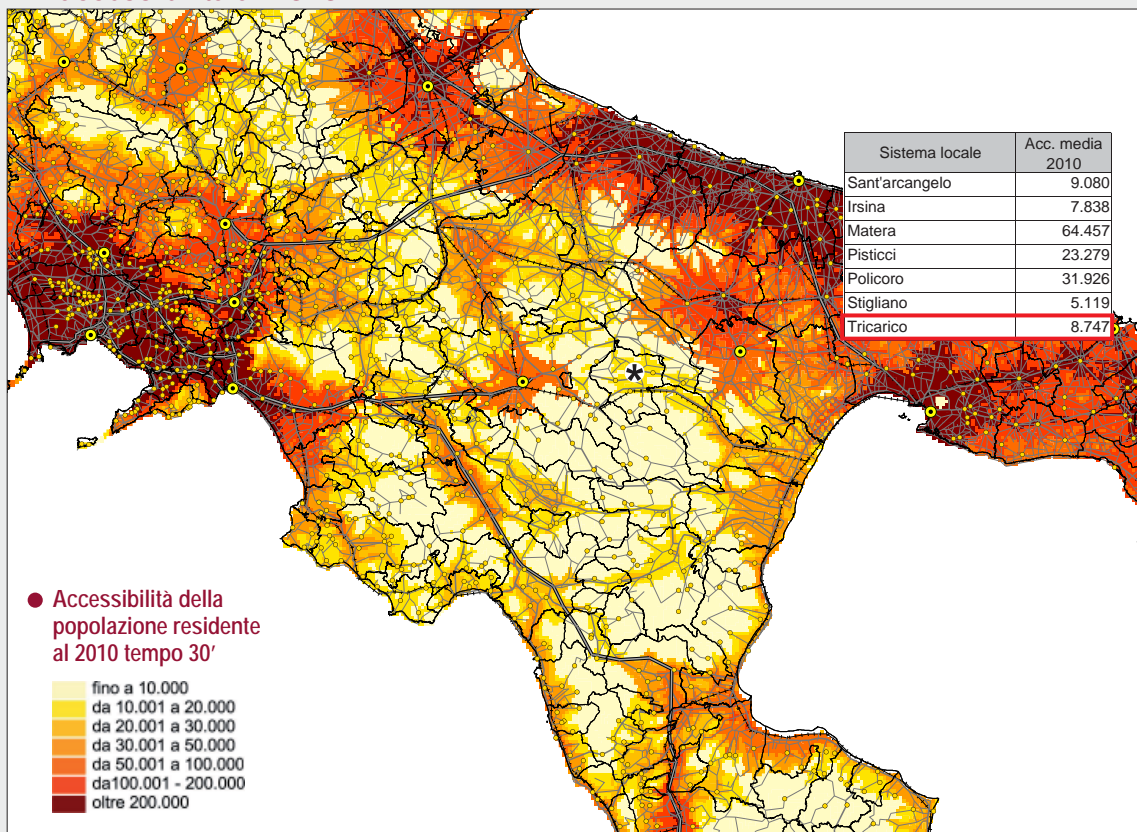 Sistema locale Acc. media 2010
Sant'arcangelo 9.080
Irsina 7.838
Matera 64.457
Pisticci 23.279
Policoro 31.926
Stigliano 5.119
Tricarico 8.747
*
● Accessibilità della
popolazione residente
al 2010 tempo 30'
fino a 10.000
da 10.001 a 20.000
da 20.001 a 30.000
da 30.001 a 50.000
da 50.001 a 100.000
da100.001 - 200.000
oltre 200.000